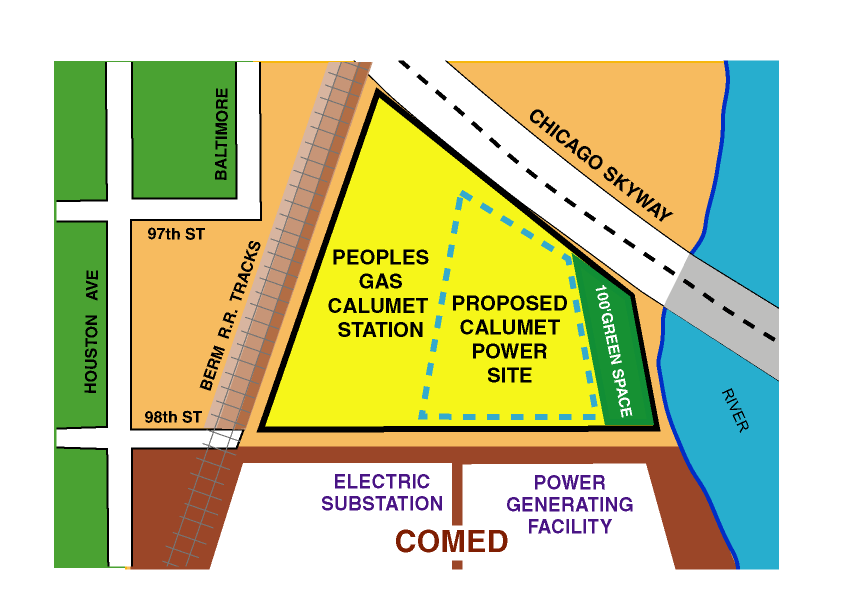 BALTIMORE
CHICAGO SKYWAY
97th ST
HOUSTON AVE
BERM R.R. TRACKS
98th ST
PEOPLES
GAS
CALUMET
STATION
PROPOSED
CALUMET
POWER
SITE
100'GREEN SPACE
RIVER
ELECTRIC
SUBSTATION
POWER
GENERATING
FACILITY
COMED